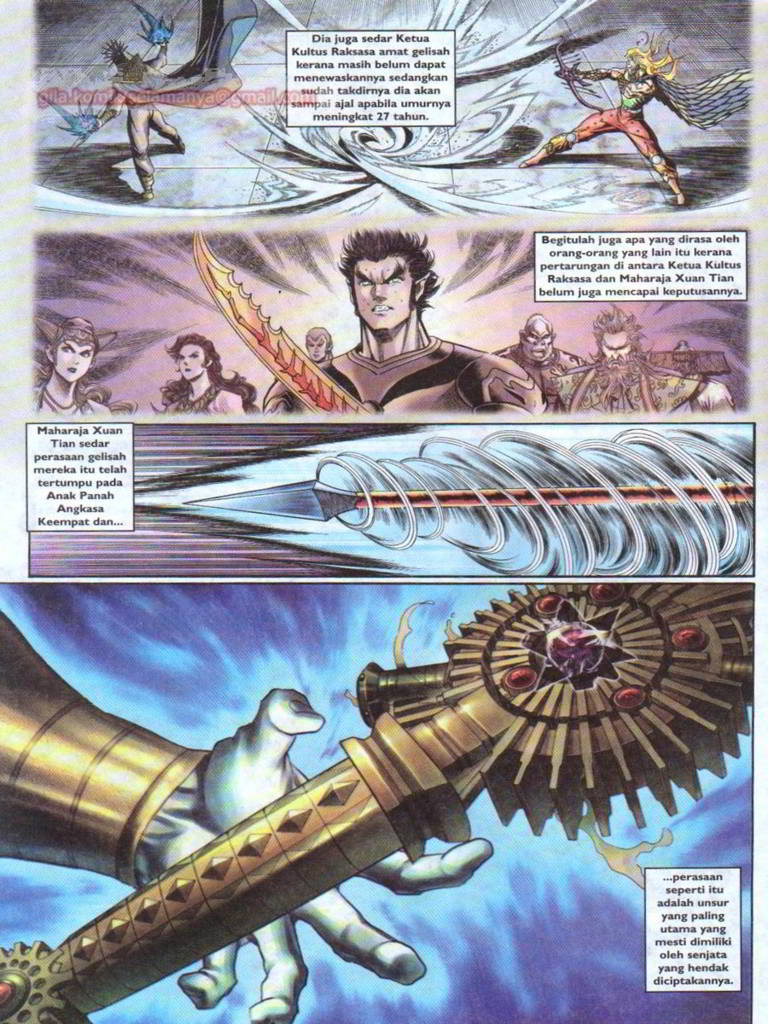 Dia juga sedar Ketua
Kultus Raksasa amat gelisah
kerana masih belum dapat
menewaskannya sedangkan
sudah takdirnya dia akan
sampai ajal apabila umurnya
meningkat 27 tahun.
Begitulah juga apa yang dirasa oleh
orang-orang yang lain itu kerana
pertarungan di antara Ketua Kultus
Raksasa dan Maharaja Xuan Tian
belum juga mencapai keputusannya.
Maharaja Xuan
Tian sedar
perasaan gelisah
mereka itu telah
tertumpu pada
Anak Panah
Angkasa
Keempat dan...
...perasaan
seperti itu
adalah unsur
yang paling
utama yang
mesti dimiliki
oleh senjata
yang hendak
diciptakannya.